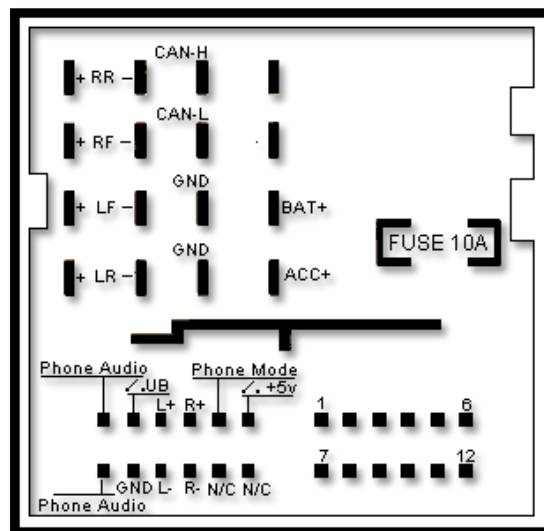 CAN-H
+ RR -
CAN-L
+ RF -
GND
+ LF - BAT+
FUSE 10A
GND
+ LR - ACC+
Phone Audio Phone Mode
.UB L+ R+ +5v
1 6
7 12
GND L- R- N/C N/C
Phone Audio